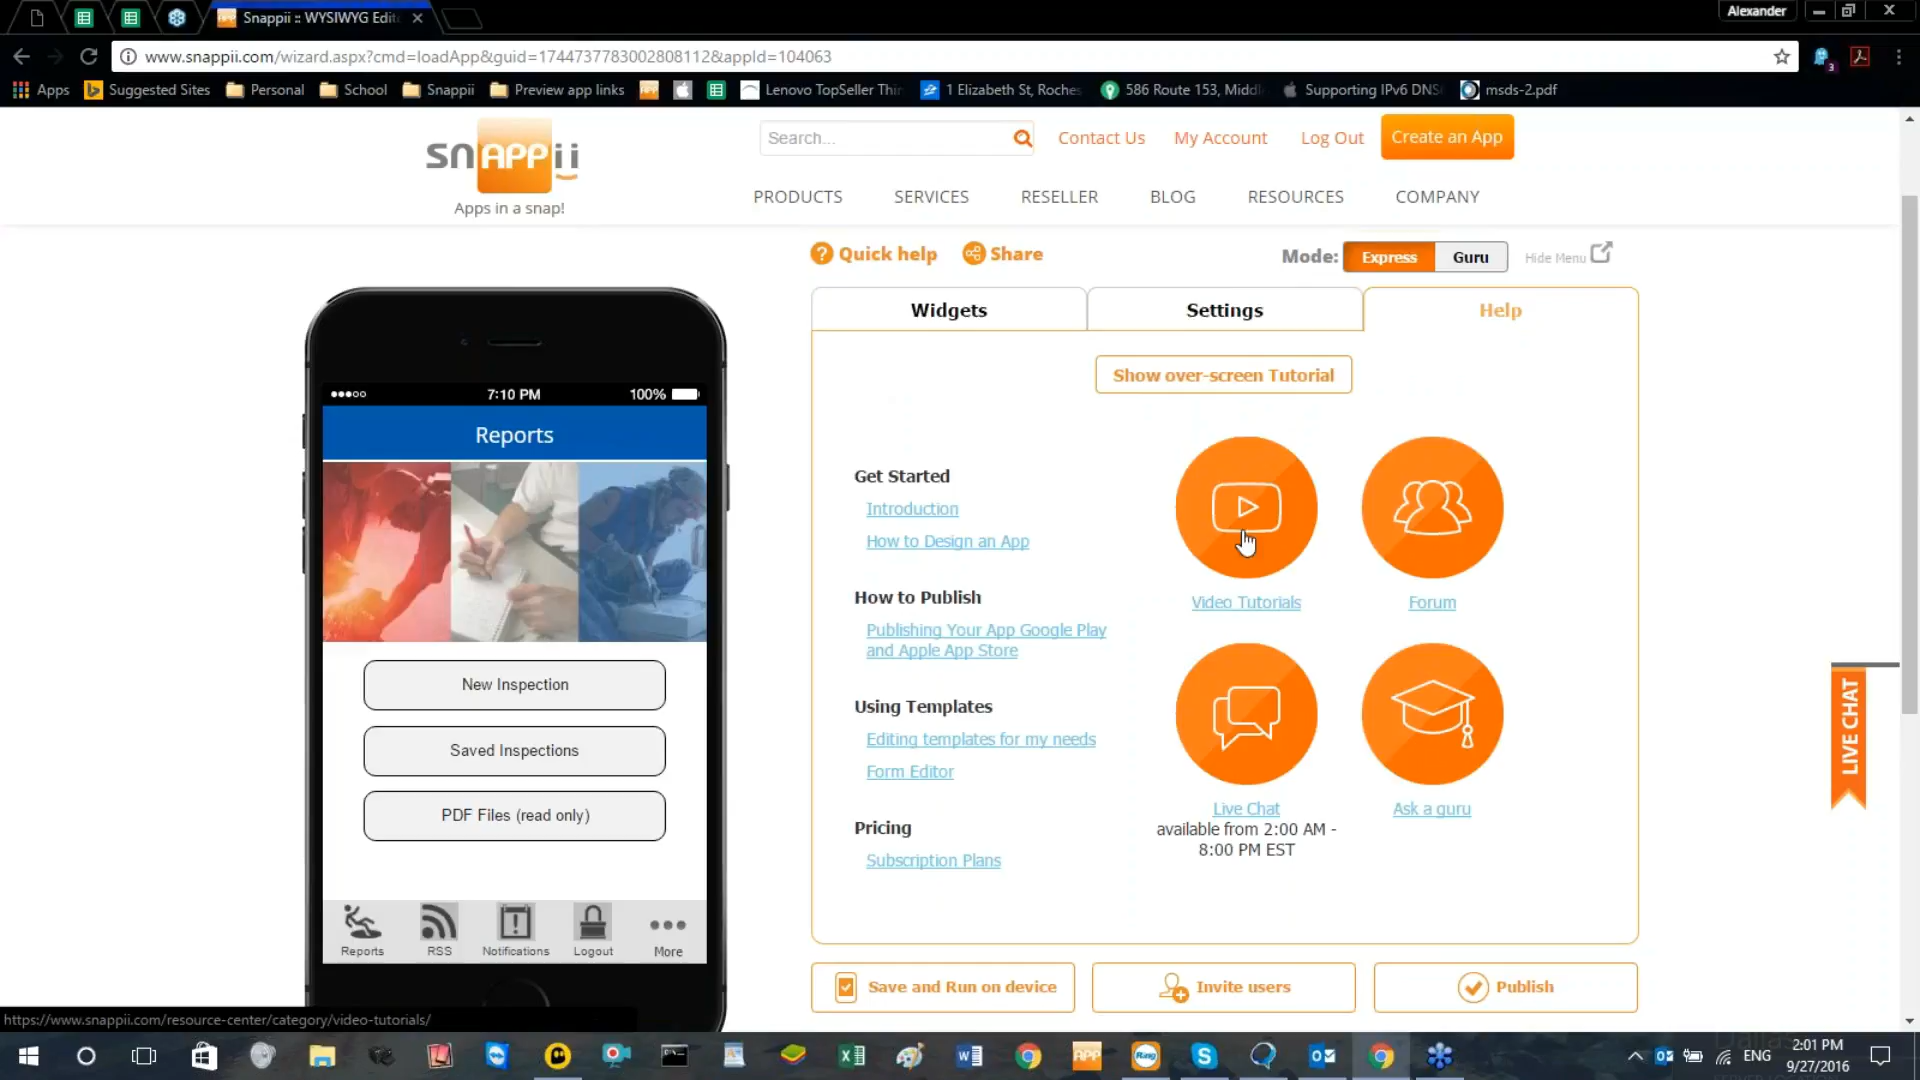 Snappii :: WYSIWYG Edit
Alexander
www.snappii.com/wizard.aspx?cmd=loadApp&guid=1744737783002808112&appId=104063
3
Apps
Suggested Sites
Personal
School
Snappii
Preview app links
Lenovo TopSeller Thi
1 Elizabeth St, Roches
586 Route 153, Middl
Supporting IPv6 DNS
msds-2.pdf
snAPPii
Apps in a snap!
Search...
Contact Us
My Account
Log Out
Create an App
PRODUCTS
SERVICES
RESELLER
BLOG
RESOURCES
COMPANY
Quick help
Share
Mode:
Express
Guru
Hide Menu
Widgets
Settings
Help
Show over-screen Tutorial
Get Started
Introduction
How to Design an App
How to Publish
Publishing Your App Google Play
and Apple App Store
Using Templates
Editing templates for my needs
Form Editor
Pricing
Subscription Plans
Video Tutorials
Forum
Live Chat
available from 2:00 AM -
8:00 PM EST
Ask a guru
Save and Run on device
Invite users
Publish
LIVE CHAT
7:10 PM
100%
Reports
New Inspection
Saved Inspections
PDF Files (read only)
Reports
RSS
Notifications
Logout
More
https://www.snappii.com/resource-center/category/video-tutorials/
APP
Ring
ENG
2:01 PM
9/27/2016